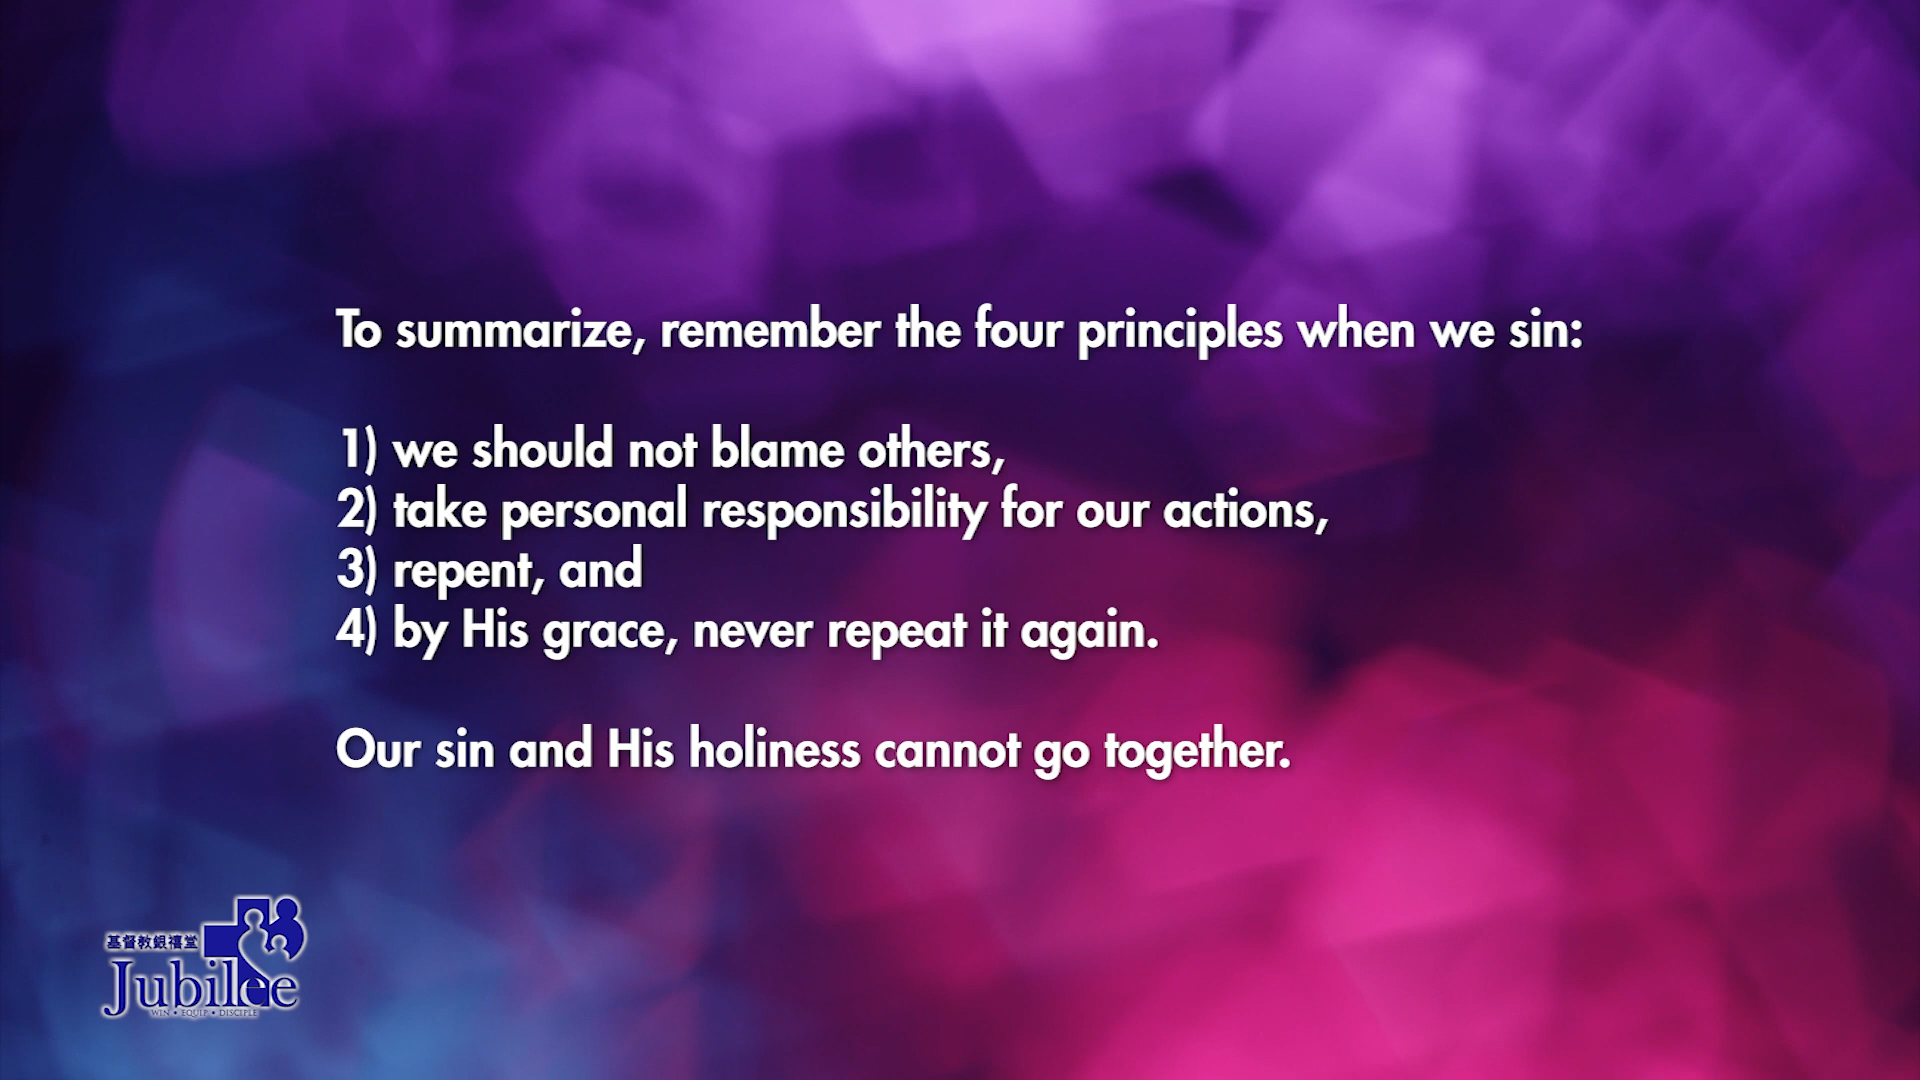 To summarize, remember the four principles when we sin:
1) we should not blame others,
2) take personal responsibility for our actions,
3) repent, and
4) by His grace, never repeat it again.
Our sin and His holiness cannot go together.
基督教銀禧堂
Jubilee
WIN • EQUIP • DISCIPLE